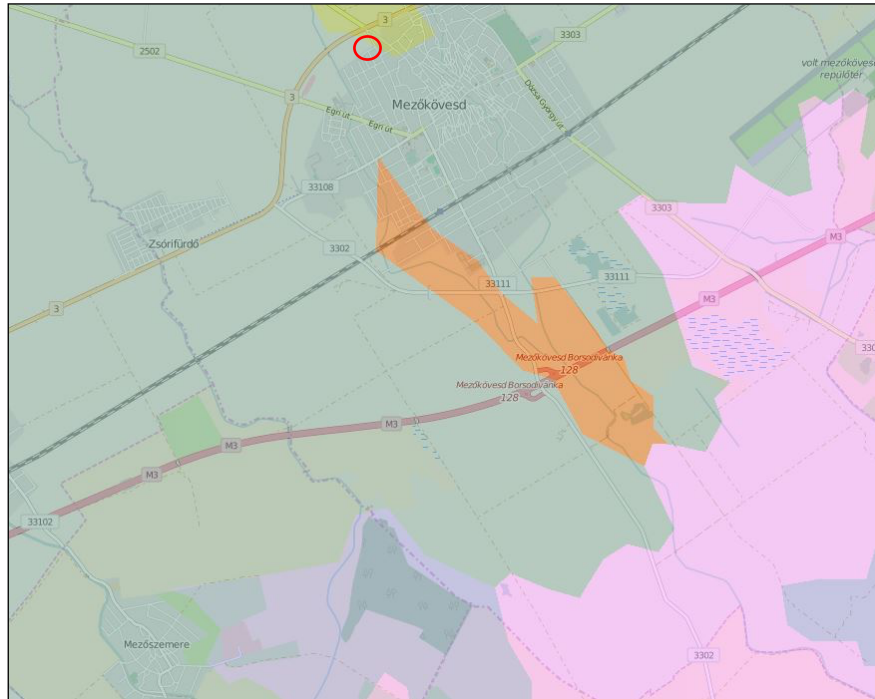 3
2502
3303
volt mezőkövesdi
repülőtér
3
Mezőkövesd
Dózsa György út
Egri út
Egri út
33108
3303
Zsórifürdő
3302
M3
33111
33111
M3
3
Mezőkövesd Borsodivánka
128
Mezőkövesd Borsodivánka
128
M3
M3
M3
33102
Mezőszemere
3302